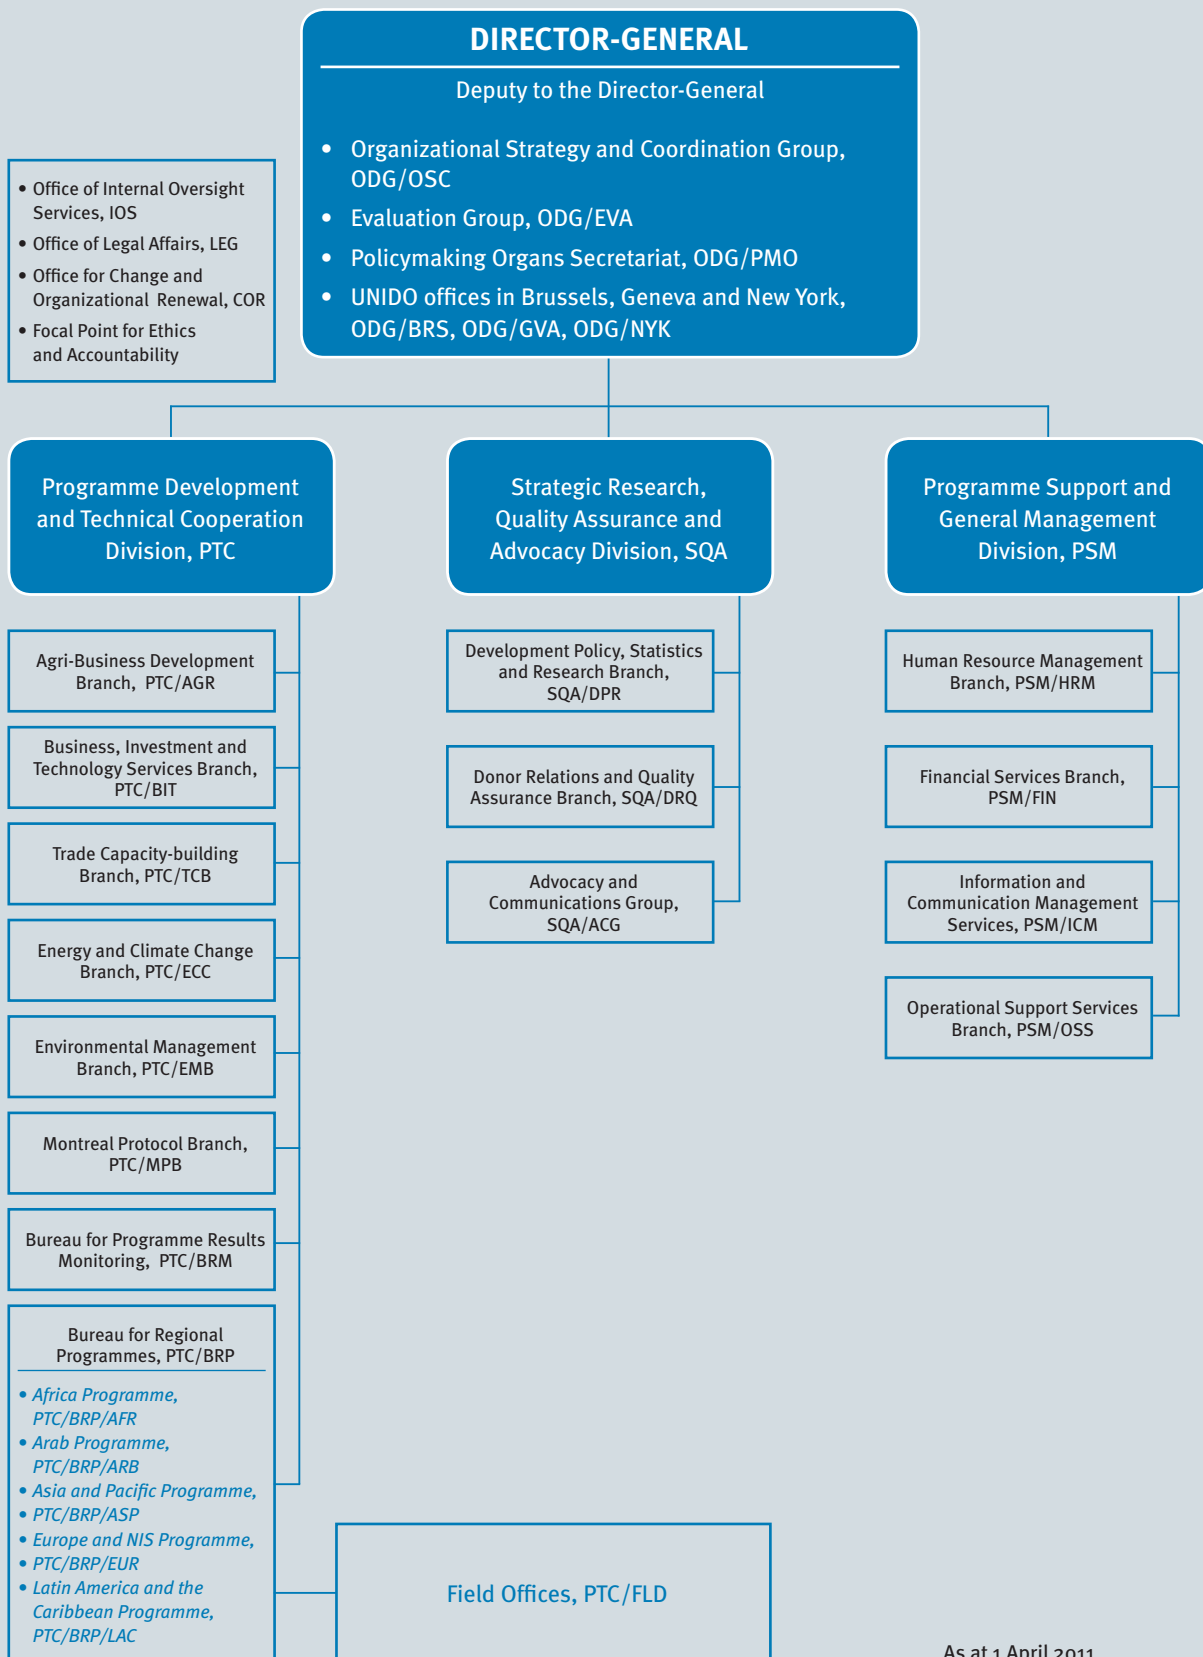 DIRECTOR-GENERAL
Deputy to the Director-General
• Organizational Strategy and Coordination Group,
ODG/OSC
• Evaluation Group, ODG/EVA
• Policymaking Organs Secretariat, ODG/PMO
• UNIDO offices in Brussels, Geneva and New York,
ODG/BRS, ODG/GVA, ODG/NYK
• Office of Internal Oversight
Services, IOS
• Office of Legal Affairs, LEG
• Office for Change and
Organizational Renewal, COR
• Focal Point for Ethics
and Accountability
Programme Development
and Technical Cooperation
Division, PTC
Strategic Research,
Quality Assurance and
Advocacy Division, SQA
Programme Support and
General Management
Division, PSM
Agri-Business Development
Branch, PTC/AGR
Business, Investment and
Technology Services Branch,
PTC/BIT
Trade Capacity-building
Branch, PTC/TCB
Energy and Climate Change
Branch, PTC/ECC
Environmental Management
Branch, PTC/EMB
Montreal Protocol Branch,
PTC/MPB
Bureau for Programme Results
Monitoring, PTC/BRM
Bureau for Regional
Programmes, PTC/BRP
• Africa Programme,
PTC/BRP/AFR
• Arab Programme,
PTC/BRP/ARB
• Asia and Pacific Programme,
• PTC/BRP/ASP
• Europe and NIS Programme,
• PTC/BRP/EUR
• Latin America and the
Caribbean Programme,
PTC/BRP/LAC
Development Policy, Statistics
and Research Branch,
SQA/DPR
Donor Relations and Quality
Assurance Branch, SQA/DRQ
Advocacy and
Communications Group,
SQA/ACG
Human Resource Management
Branch, PSM/HRM
Financial Services Branch,
PSM/FIN
Information and
Communication Management
Services, PSM/ICM
Operational Support Services
Branch, PSM/OSS
Field Offices, PTC/FLD
As at 1 April 2011